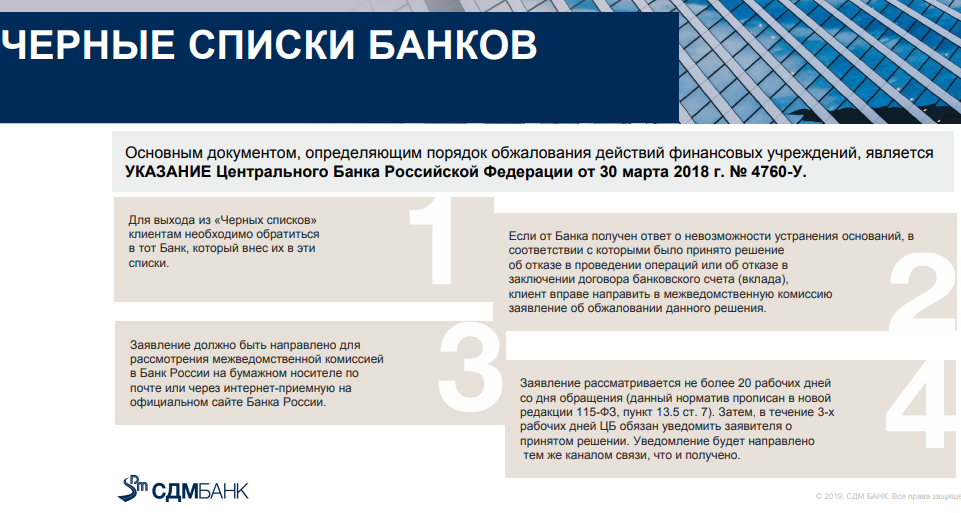 ЧЕРНЫЕ СПИСКИ БАНКОВ
Основным документом, определяющим порядок обжалования действий финансовых учреждений, является
УКАЗАНИЕ Центрального Банка Российской Федерации от 30 марта 2018 г. № 4760-У.
1
Для выхода из «Черных списков»
клиентам необходимо обратиться
в тот Банк, который внес их в эти
списки.
2
Если от Банка получен ответ о невозможности устранения оснований, в
соответствии с которыми было принято решение
об отказе в проведении операций или об отказе в
заключении договора банковского счета (вклада),
клиент вправе направить в межведомственную комиссию
заявление об обжаловании данного решения.
3
Заявление должно быть направлено для
рассмотрения межведомственной комиссией
в Банк России на бумажном носителе по
почте или через интернет-приемную на
официальном сайте Банка России.
4
Заявление рассматривается не более 20 рабочих дней
со дня обращения (данный норматив прописан в новой
редакции 115-ФЗ, пункт 13.5 ст. 7). Затем, в течение 3-х
рабочих дней ЦБ обязан уведомить заявителя о
принятом решении. Уведомление будет направлено
тем же каналом связи, что и получено.
СДМБАНК
© 2019, СДМ БАНК. Все права